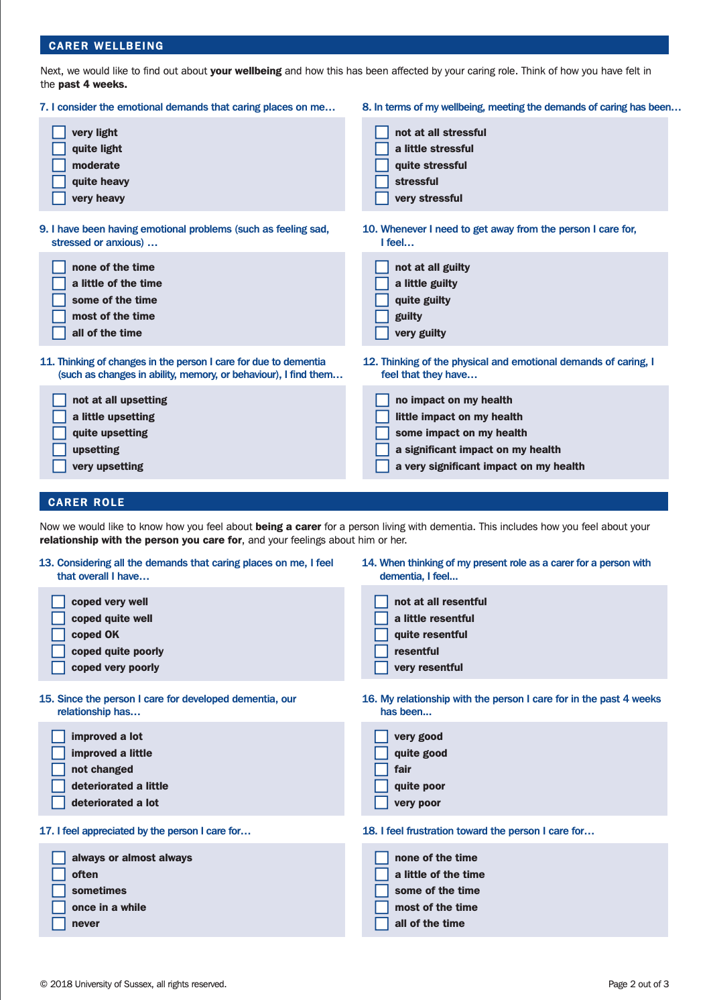 CARER WELLBEING
Next, we would like to find out about your wellbeing and how this has been affected by your caring role. Think of how you have felt in
the past 4 weeks.
7. I consider the emotional demands that caring places on me…
very light
quite light
moderate
quite heavy
very heavy
8. In terms of my wellbeing, meeting the demands of caring has been…
not at all stressful
a little stressful
quite stressful
stressful
very stressful
9. I have been having emotional problems (such as feeling sad,
stressed or anxious) …
none of the time
a little of the time
some of the time
most of the time
all of the time
10. Whenever I need to get away from the person I care for,
I feel…
not at all guilty
a little guilty
quite guilty
guilty
very guilty
11. Thinking of changes in the person I care for due to dementia
(such as changes in ability, memory, or behaviour), I find them…
not at all upsetting
a little upsetting
quite upsetting
upsetting
very upsetting
12. Thinking of the physical and emotional demands of caring, I
feel that they have…
no impact on my health
little impact on my health
some impact on my health
a significant impact on my health
a very significant impact on my health
CARER ROLE
Now we would like to know how you feel about being a carer for a person living with dementia. This includes how you feel about your
relationship with the person you care for, and your feelings about him or her.
13. Considering all the demands that caring places on me, I feel
that overall I have…
coped very well
coped quite well
coped OK
coped quite poorly
coped very poorly
14. When thinking of my present role as a carer for a person with
dementia, I feel...
not at all resentful
a little resentful
quite resentful
resentful
very resentful
15. Since the person I care for developed dementia, our
relationship has…
improved a lot
improved a little
not changed
deteriorated a little
deteriorated a lot
16. My relationship with the person I care for in the past 4 weeks
has been...
very good
quite good
fair
quite poor
very poor
17. I feel appreciated by the person I care for…
always or almost always
often
sometimes
once in a while
never
18. I feel frustration toward the person I care for…
none of the time
a little of the time
some of the time
most of the time
all of the time
© 2018 University of Sussex, all rights reserved.
Page 2 out of 3